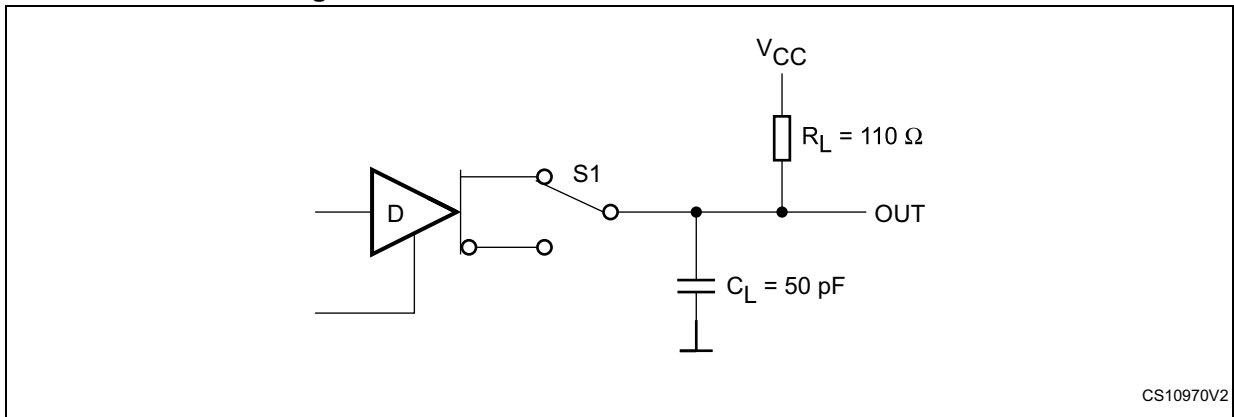 VCC
RL = 110 Ω
S1
D
OUT
CL = 50 pF
CS10970V2